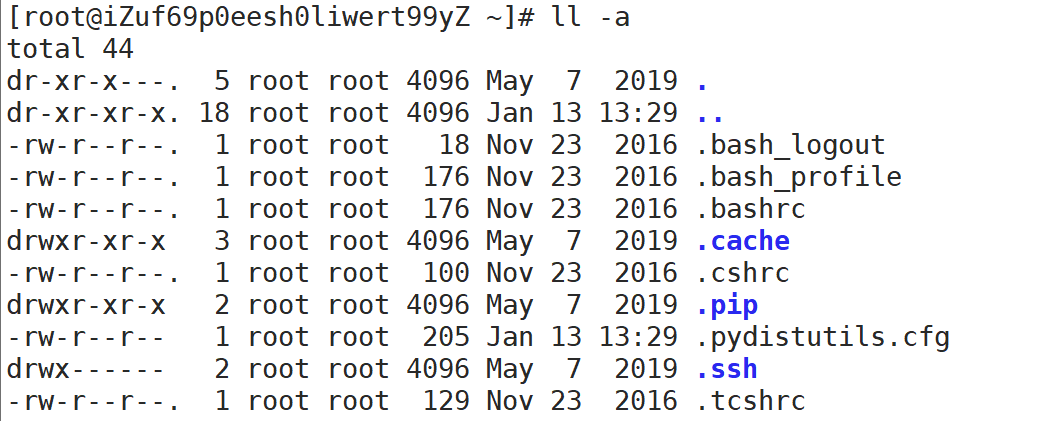 [root@iZuf69p0eesh0liwert99yZ ~]# ll -a
total 44
dr-xr-x---.  5 root root 4096 May  7  2019 .
dr-xr-xr-x. 18 root root 4096 Jan 13 13:29 ..
-rw-r--r--.  1 root root   18 Nov 23  2016 .bash_logout
-rw-r--r--.  1 root root  176 Nov 23  2016 .bash_profile
-rw-r--r--.  1 root root  176 Nov 23  2016 .bashrc
drwxr-xr-x   3 root root 4096 May  7  2019 .cache
-rw-r--r--.  1 root root  100 Nov 23  2016 .cshrc
drwxr-xr-x   2 root root 4096 May  7  2019 .pip
-rw-r--r--   1 root root  205 Jan 13 13:29 .pydistutils.cfg
drwx------   2 root root 4096 May  7  2019 .ssh
-rw-r--r--.  1 root root  129 Nov 23  2016 .tcshrc